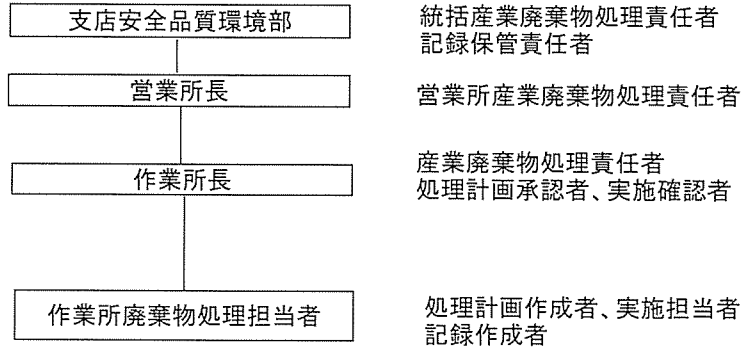 支店安全品質環境部
統括産業廃棄物処理責任者
記録保管責任者
営業所長
営業所産業廃棄物処理責任者
作業所長
産業廃棄物処理責任者
処理計画承認者、実施確認者
作業所廃棄物処理担当者
処理計画作成者、実施担当者
記録作成者